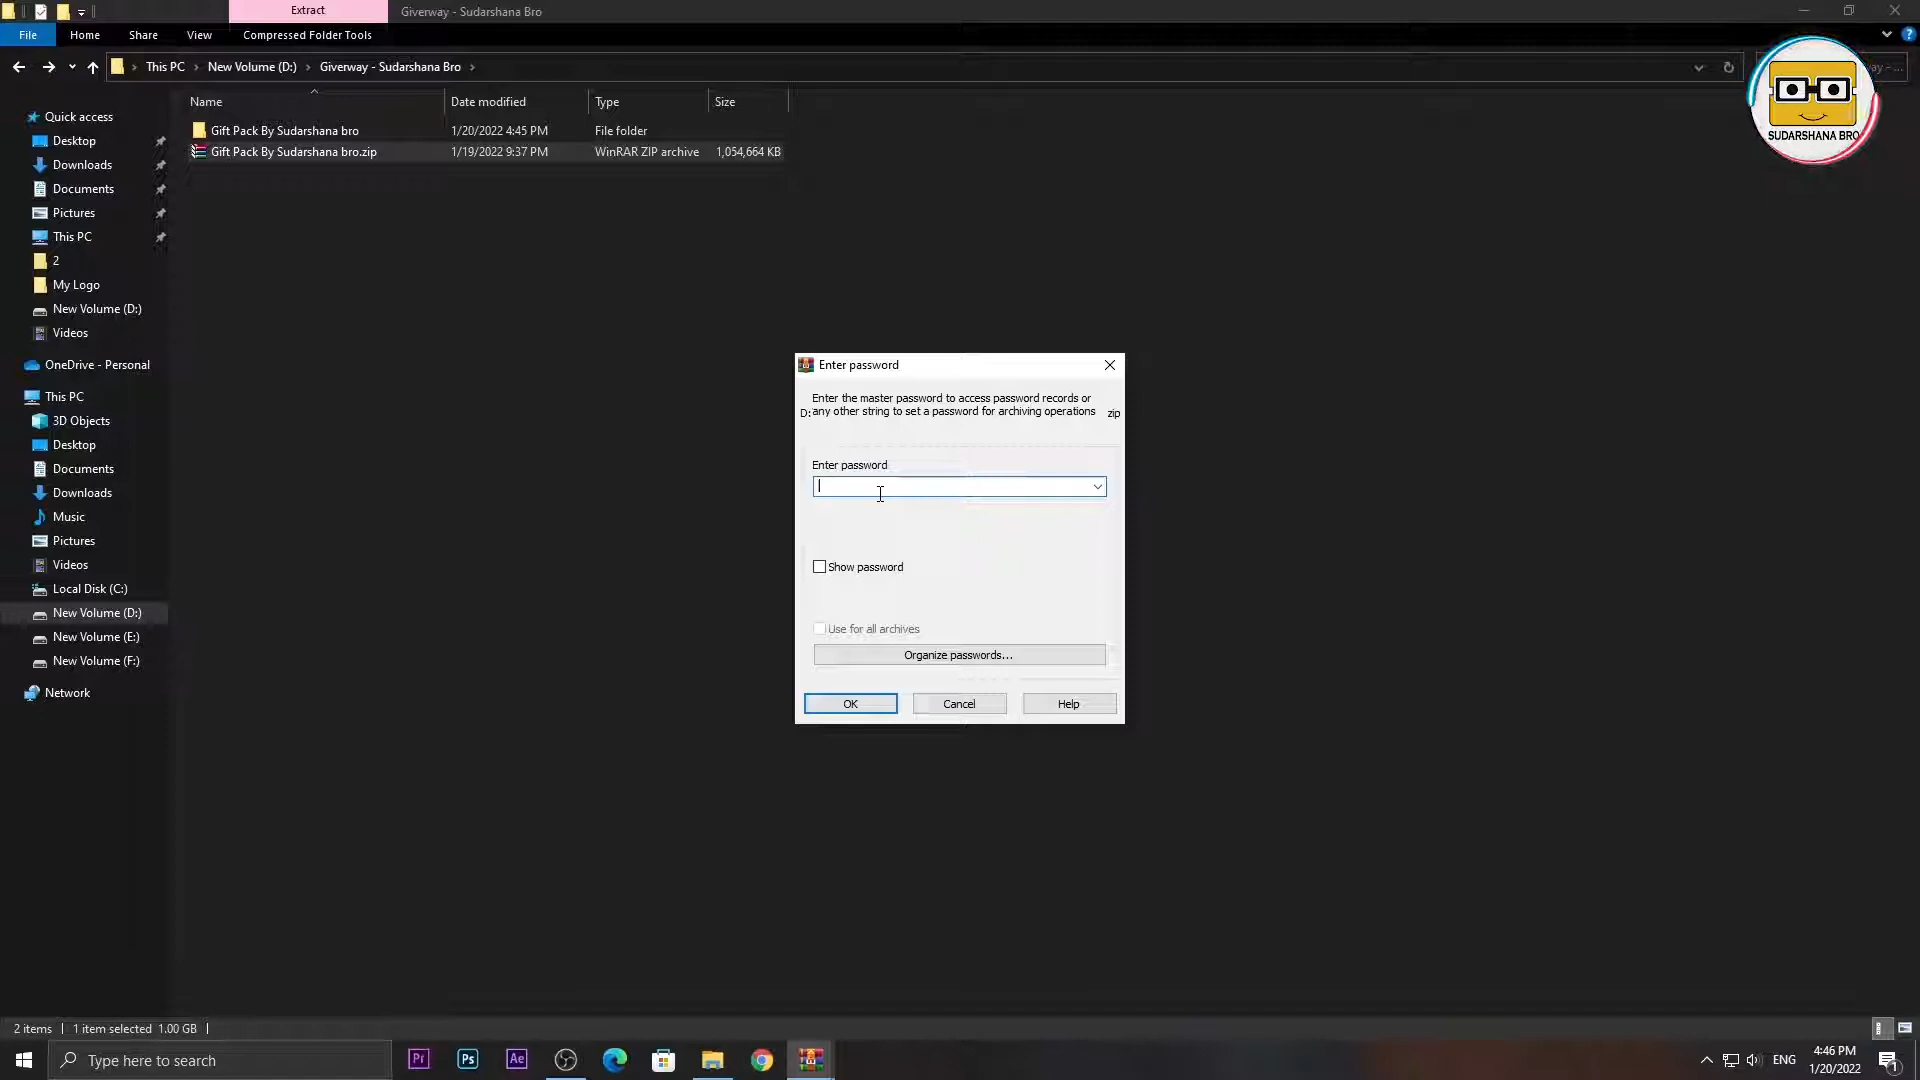 Extract
Giverway - Sudarshana Bro
File
Home
Share
View
Compressed Folder Tools
This PC
New Volume (D:)
Giverway - Sudarshana Bro
SUDARSHANA BRO
Name
Date modified
Type
Size
Gift Pack By Sudarshana bro
1/20/2022 4:45 PM
File folder
Gift Pack By Sudarshana bro.zip
1/19/2022 9:37 PM
WinRAR ZIP archive
1,054,664 KB
Quick access
Desktop
Downloads
Documents
Pictures
This PC
2
My Logo
New Volume (D:)
Videos
OneDrive - Personal
This PC
3D Objects
Desktop
Documents
Downloads
Music
Pictures
Videos
Local Disk (C:)
New Volume (D:)
New Volume (E:)
New Volume (F:)
Network
Enter password
Enter the master password to access password records or
D: any other string to set a password for archiving operations zip
Enter password
Show password
Use for all archives
Organize passwords...
OK
Cancel
Help
2 items
1 item selected 1.00 GB
Type here to search
Pr
Ps
Ae
ENG
4:46 PM
1/20/2022
1